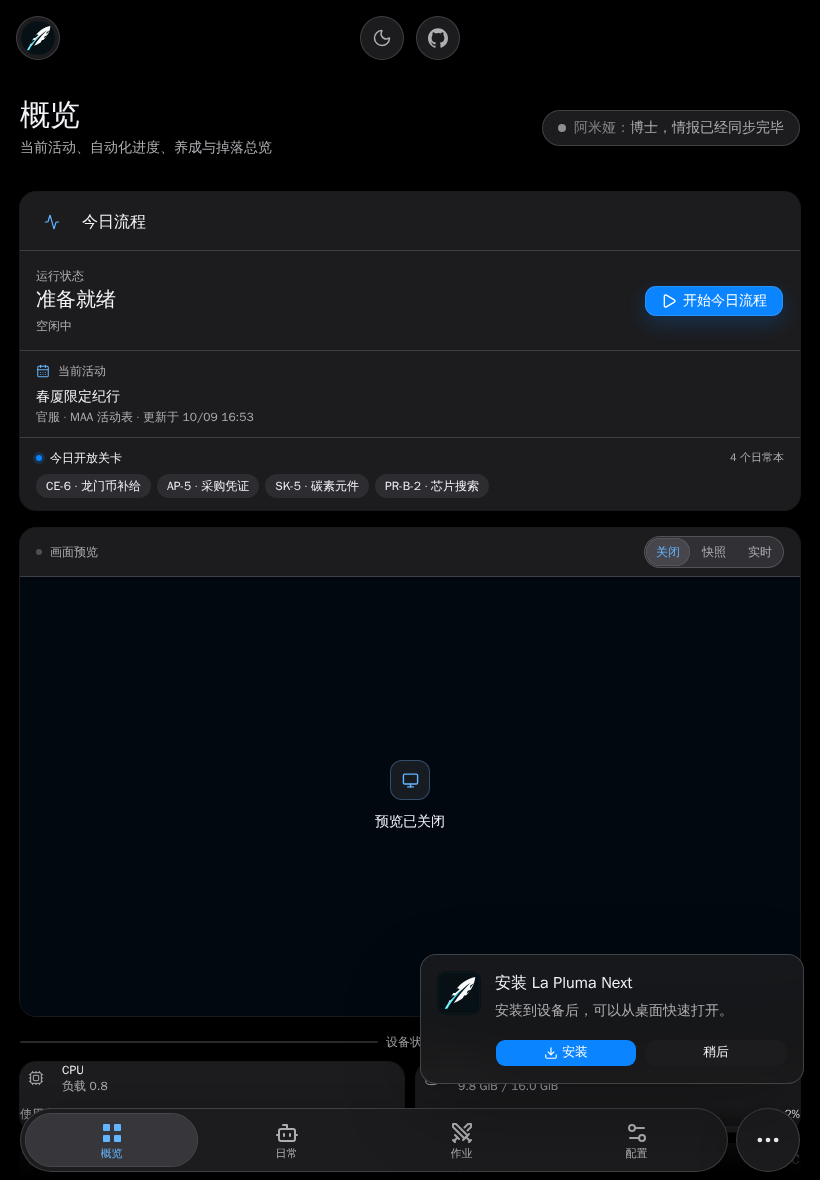 概览
当前活动、自动化进度、养成与掉落总览
阿米娅：博士，情报已经同步完毕
今日流程
运行状态
准备就绪
空闲中
开始今日流程
当前活动
春厦限定纪行
官服 · MAA 活动表 · 更新于 10/09 16:53
今日开放关卡
4 个日常本
CE-6 · 龙门币补给
AP-5 · 采购凭证
SK-5 · 碳素元件
PR-B-2 · 芯片搜索
画面预览
关闭
快照
实时
预览已关闭
安装 La Pluma Next
安装到设备后，可以从桌面快速打开。
安装
稍后
设备状
CPU
负载 0.8
9.8 GiB / 16.0 GiB
2%
概览
日常
作业
配置